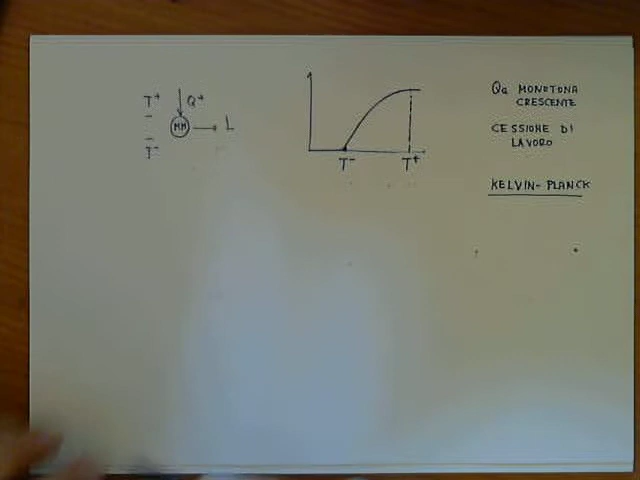 T⁺
Q⁺
MM
L
T⁻
T⁻
T⁺
Qa MONOTONA
CRESCENTE
CESSIONE DI
LAVORO
KELVIN-PLANCK